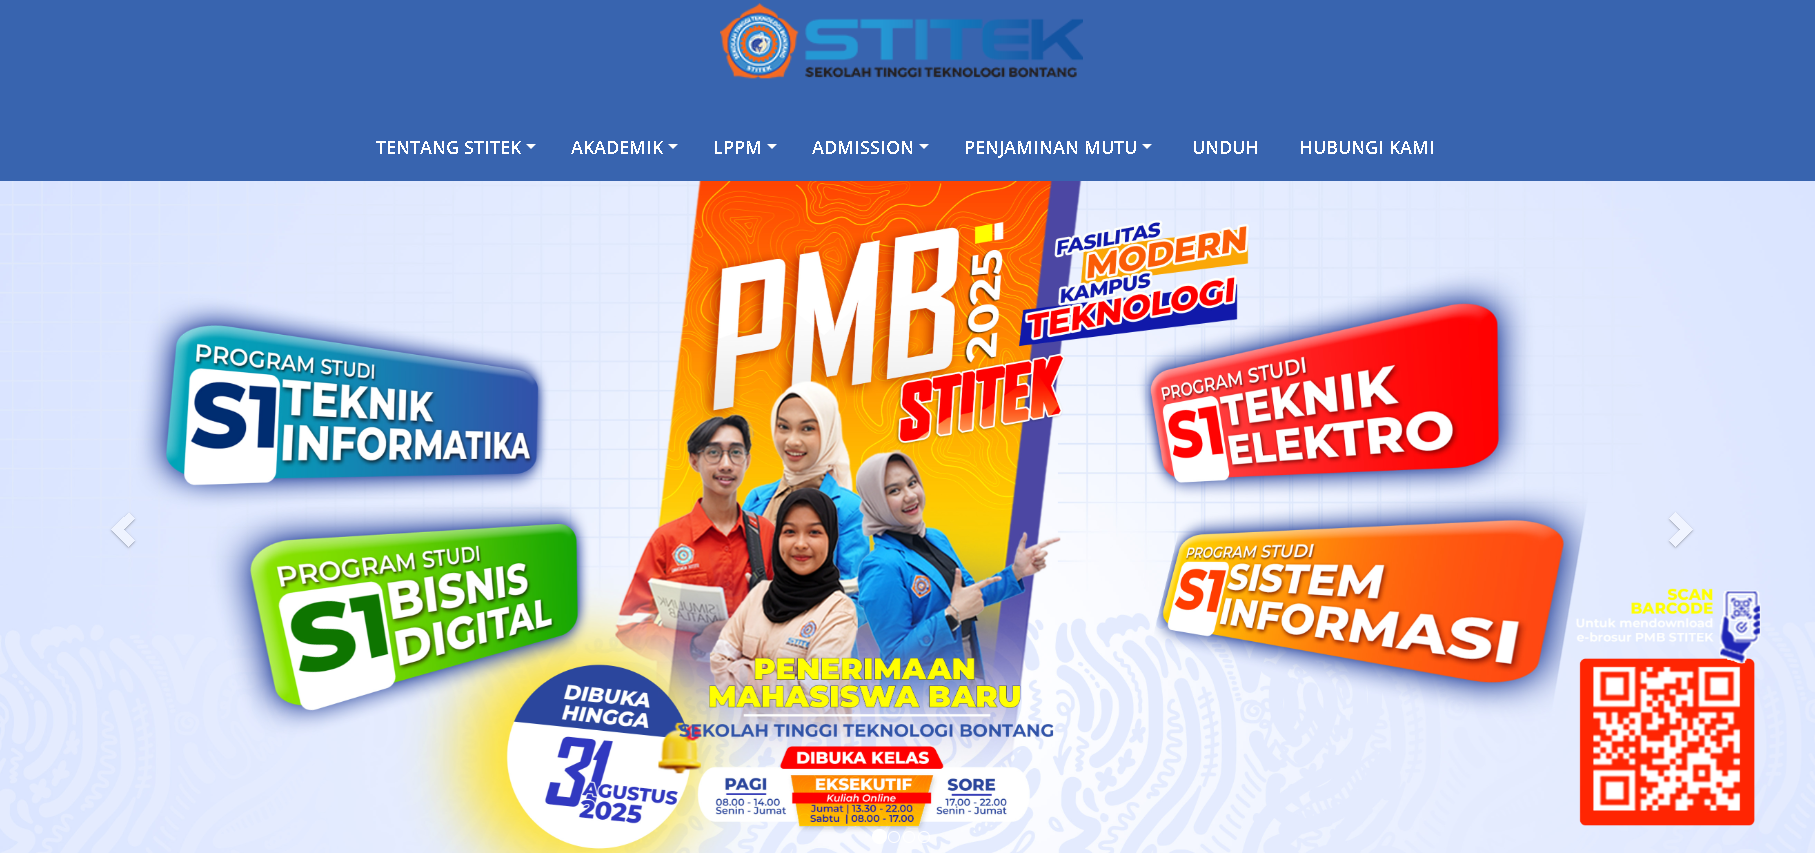 STITEK
SEKOLAH TINGGI TEKNOLOGI BONTANG
TENTANG STITEK
AKADEMIK
LPPM
ADMISSION
PENJAMINAN MUTU
UNDUH
HUBUNGI KAMI
PMB
2025
STITEK
FASILITAS
MODERN
KAMPUS
TEKNOLOGI
PROGRAM STUDI
S1 TEKNIK
INFORMATIKA
PROGRAM STUDI
S1 BISNIS
DIGITAL
PROGRAM STUDI
S1 TEKNIK
ELEKTRO
PROGRAM STUDI
S1 SISTEM
INFORMASI
SCAN
BARCODE
Untuk mendownload
e-brosur PMB STITEK
SIMULINK
MATLAB
STITEK
DIBUKA
HINGGA
31
AGUSTUS
2025
PENERIMAAN
MAHASISWA BARU
SEKOLAH TINGGI TEKNOLOGI BONTANG
DIBUKA KELAS
PAGI
08.00 - 14.00
Senin - Jumat
EKSEKUTIF
Kuliah Online
Jumat | 13.30 - 22.00
Sabtu | 08.00 - 17.00
SORE
17.00 - 22.00
Senin - Jumat